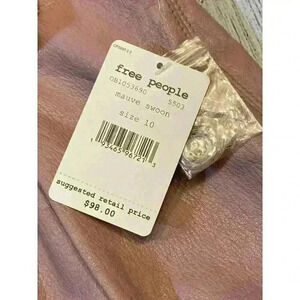 free people
OB1053690 5503
mauve swoon
size 10
suggested retail price
$98.00